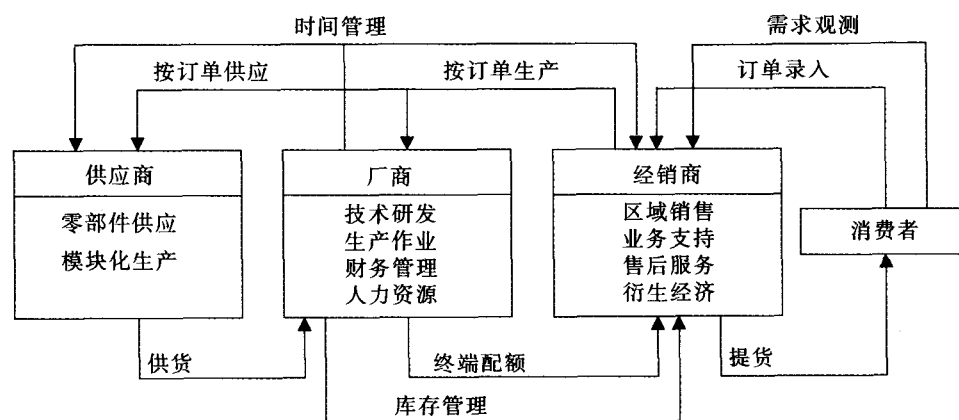 时间管理
需求观测
按订单供应
按订单生产
订单录入
供应商
零部件供应
模块化生产
厂商
技术研发
生产作业
财务管理
人力资源
经销商
区域销售
业务支持
售后服务
衍生经济
消费者
供货
终端配额
提货
库存管理